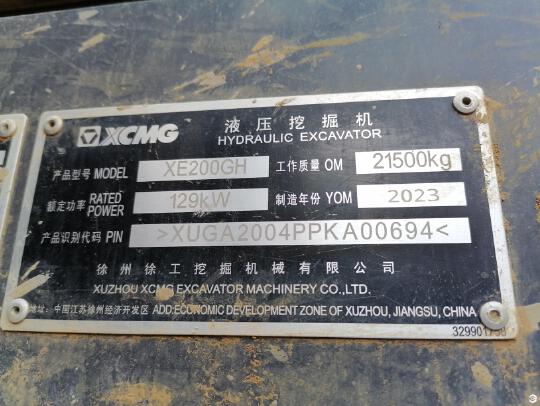 XCMG 液压挖掘机
HYDRAULIC EXCAVATOR
产品型号 MODEL XE200GH 工作质量 OM 21500kg
额定功率 RATED POWER 129kW 制造年份 YOM 2023
产品识别代码 PIN >XUGA2004PPKA00694<
徐州徐工挖掘机械有限公司
XUZHOU XCMG EXCAVATOR MACHINERY CO.,LTD.
地址: 中国江苏徐州经济开发区 ADD:ECONOMIC DEVELOPMENT ZONE OF XUZHOU, JIANGSU, CHINA